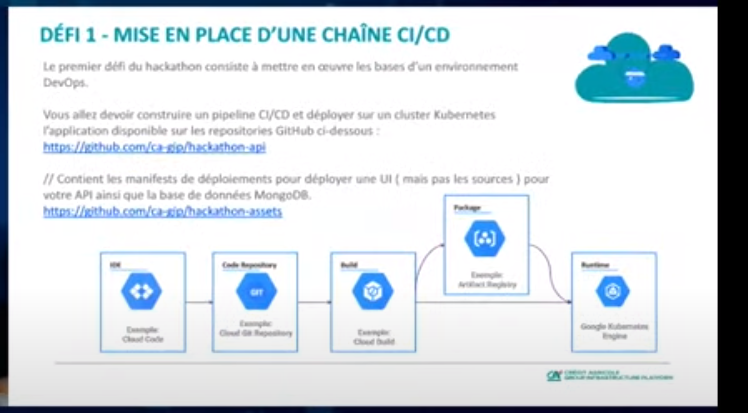 DÉFI 1 - MISE EN PLACE D'UNE CHAÎNE CI/CD
Le premier défi du hackathon consiste à mettre en œuvre les bases d'un environnement
DevOps.
Vous allez devoir construire un pipeline CI/CD et déployer sur un cluster Kubernetes
l'application disponible sur les repositories GitHub ci-dessous :
https://github.com/ca-gip/hackathon-api
// Contient les manifests de déploiements pour déployer une UI ( mais pas les sources ) pour
votre API ainsi que la base de données MongoDB.
https://github.com/ca-gip/hackathon-assets
IDE
Exemple:
Cloud Code
Code Repository
GIT
Exemple:
Cloud Git Repository
Build
Exemple:
Cloud Build
Package
Exemple:
Artifact Registry
Runtime
Google Kubernetes
Engine
CRÉDIT AGRICOLE
GROUP INFRASTRUCTURE PLATFORM